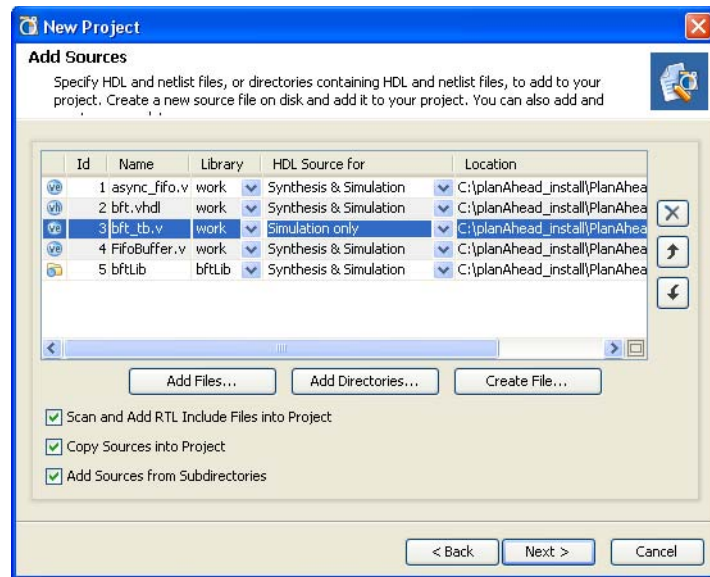 New Project
Add Sources
Specify HDL and netlist files, or directories containing HDL and netlist files, to add to your
project. Create a new source file on disk and add it to your project. You can also add and
Id Name Library HDL Source for Location
1 async_fifo.v work Synthesis & Simulation C:\planAhead_install\PlanAhea
2 bft.vhdl work Synthesis & Simulation C:\planAhead_install\PlanAhea
3 bft_tb.v work Simulation only C:\planAhead_install\PlanAhea
4 FifoBuffer.v work Synthesis & Simulation C:\planAhead_install\PlanAhea
5 bftLib bftLib Synthesis & Simulation C:\planAhead_install\PlanAhea
Add Files... Add Directories... Create File...
Scan and Add RTL Include Files into Project
Copy Sources into Project
Add Sources from Subdirectories
< Back Next > Cancel